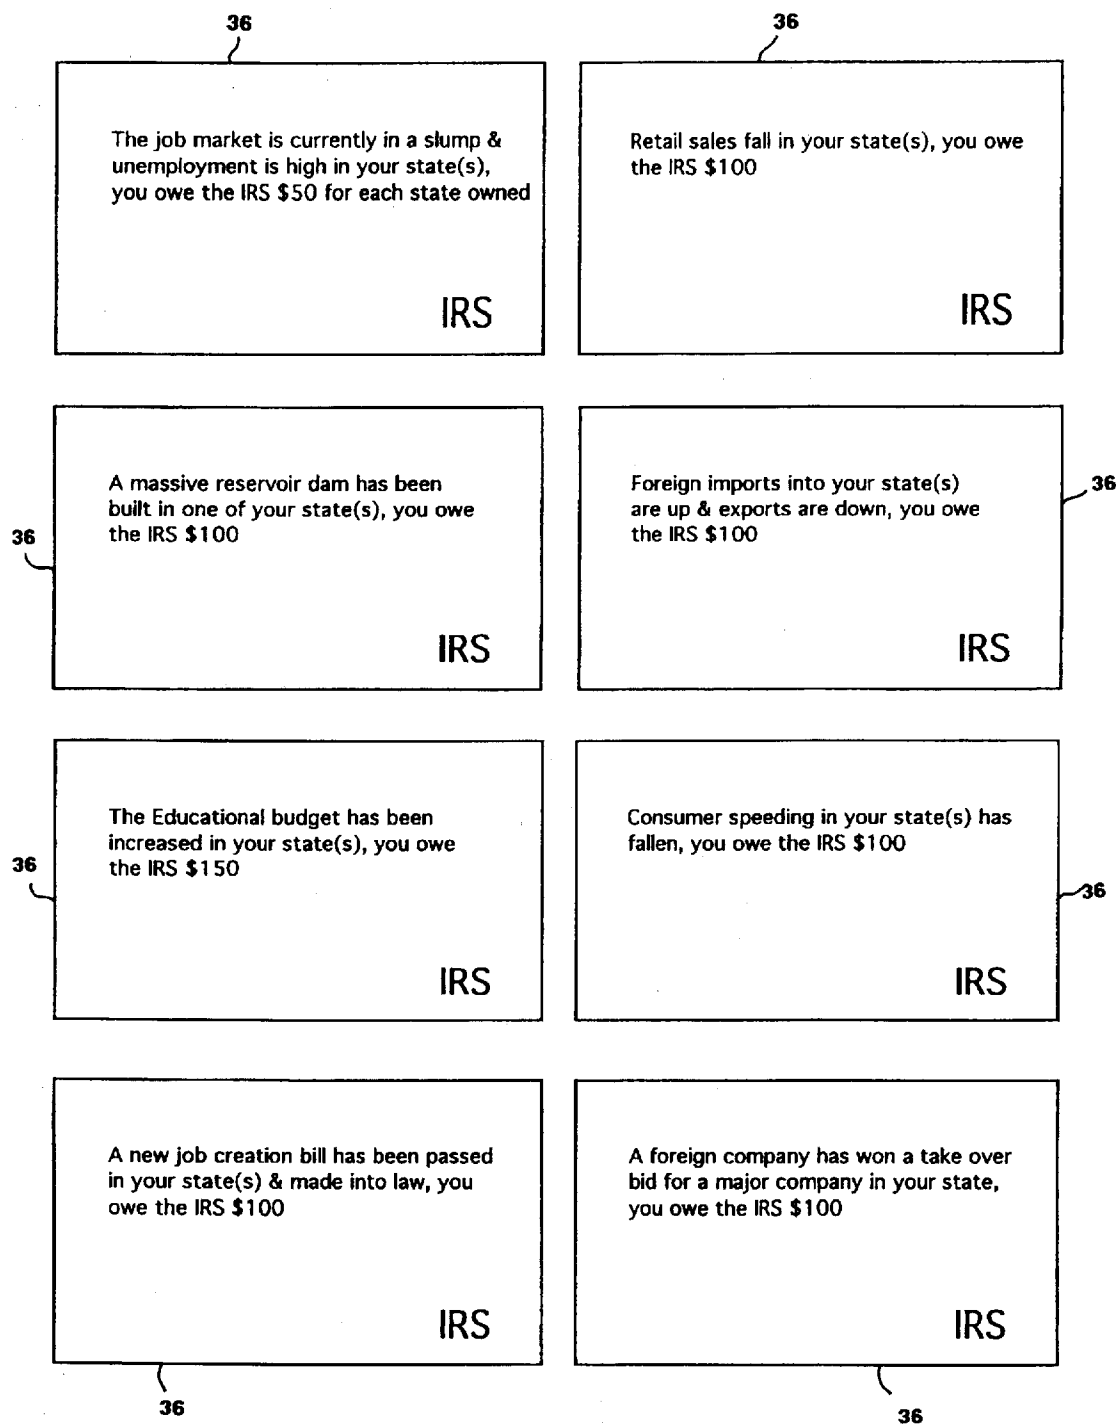 36
36
The job market is currently in a slump &
unemployment is high in your state(s),
you owe the IRS $50 for each state owned
IRS
Retail sales fall in your state(s), you owe
the IRS $100
IRS
A massive reservoir dam has been
built in one of your state(s), you owe
the IRS $100
36
IRS
Foreign imports into your state(s)
are up & exports are down, you owe
the IRS $100
36
IRS
The Educational budget has been
increased in your state(s), you owe
the IRS $150
36
IRS
Consumer speeding in your state(s) has
fallen, you owe the IRS $100
36
IRS
A new job creation bill has been passed
in your state(s) & made into law, you
owe the IRS $100
IRS
36
A foreign company has won a take over
bid for a major company in your state,
you owe the IRS $100
IRS
36